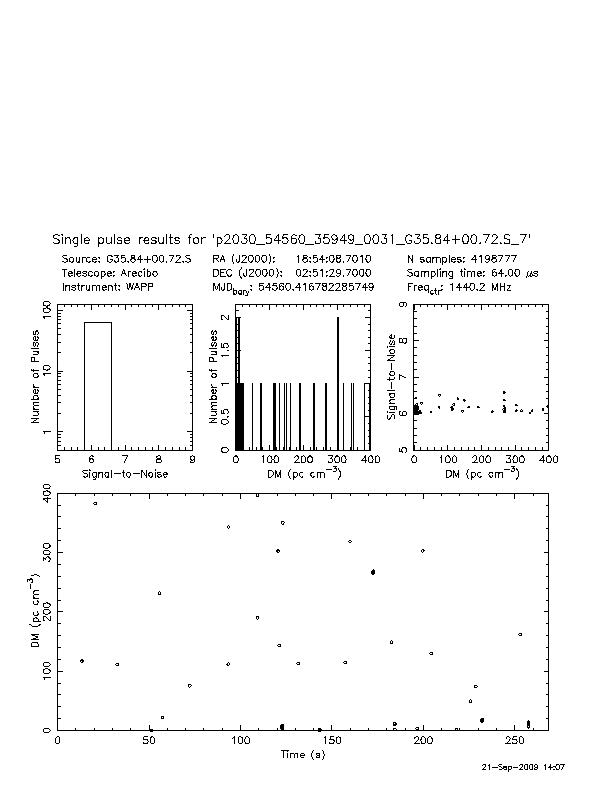 Single pulse results for 'p2030_54560_35949_0031_G35.84+00.72.S_7'
Source: G35.84+00.72.S RA (J2000): 18:54:08.7010 N samples: 4198777
Telescope: Arecibo DEC (J2000): 02:51:29.7000 Sampling time: 64.00 μs
Instrument: WAPP MJDbary: 54560.416782285749 Freqctr: 1440.2 MHz
Number of Pulses
1 10 100
5 6 7 8 9
Signal-to-Noise
Number of Pulses
0 0.5 1 1.5 2
0 100 200 300 400
DM (pc cm-3)
Signal-to-Noise
5 6 7 8 9
0 100 200 300 400
DM (pc cm-3)
DM (pc cm-3)
0 100 200 300 400
0 50 100 150 200 250
Time (s)
21-Sep-2009 14:07